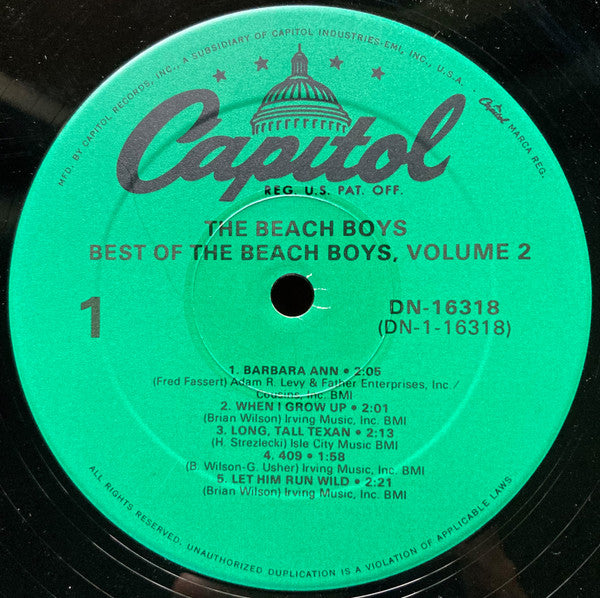 MFD. BY CAPITOL RECORDS, INC., A SUBSIDIARY OF CAPITOL INDUSTRIES-EMI, INC., U.S.A.
Capitol MARCA REG.
Capitol
REG. U.S. PAT. OFF.
THE BEACH BOYS
BEST OF THE BEACH BOYS, VOLUME 2
1
DN-16318
(DN-1-16318)
1. BARBARA ANN • 2:05
(Fred Fassert) Adam R. Levy & Father Enterprises, Inc./
Cousins, Inc. BMI
2. WHEN I GROW UP • 2:01
(Brian Wilson) Irving Music, Inc. BMI
3. LONG, TALL TEXAN • 2:13
(H. Strezlecki) Isle City Music BMI
4. 409 • 1:58
(B. Wilson-G. Usher) Irving Music, Inc. BMI
5. LET HIM RUN WILD • 2:21
(Brian Wilson) Irving Music, Inc. BMI
ALL RIGHTS RESERVED. UNAUTHORIZED DUPLICATION IS A VIOLATION OF APPLICABLE LAWS